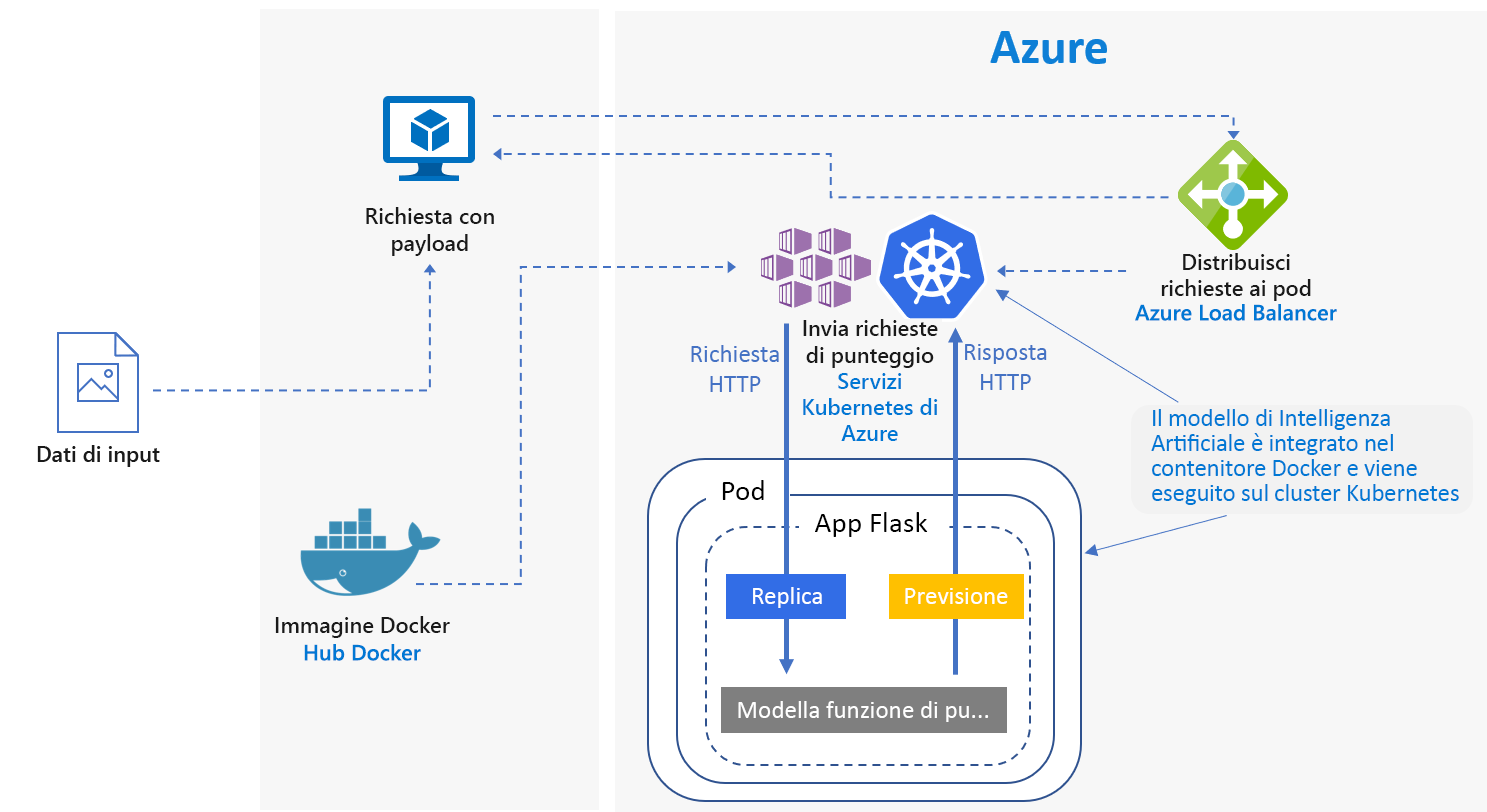 Azure
Richiesta con
payload
Distribuisci
richieste ai pod
Azure Load Balancer
Invia richieste
di punteggio
Servizi
Kubernetes di
Azure
Richiesta
HTTP
Risposta
HTTP
Dati di input
Il modello di Intelligenza
Artificiale è integrato nel
contenitore Docker e viene
eseguito sul cluster Kubernetes
Pod
App Flask
Replica
Previsione
Immagine Docker
Hub Docker
Modella funzione di pu...